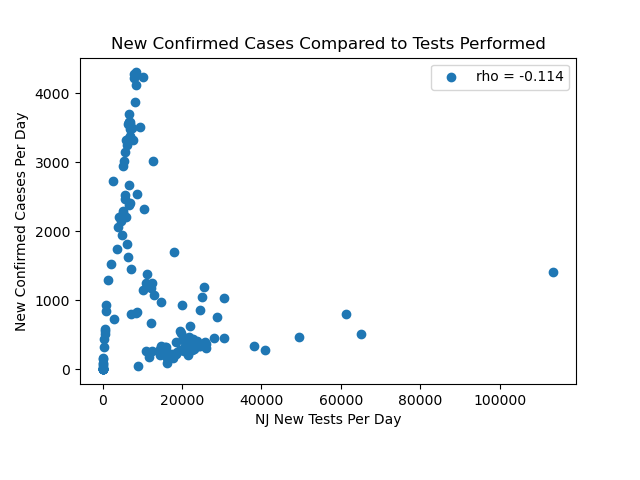 New Confirmed Cases Compared to Tests Performed
rho = -0.114
New Confirmed Caeses Per Day
4000
3000
2000
1000
0
0 20000 40000 60000 80000 100000
NJ New Tests Per Day